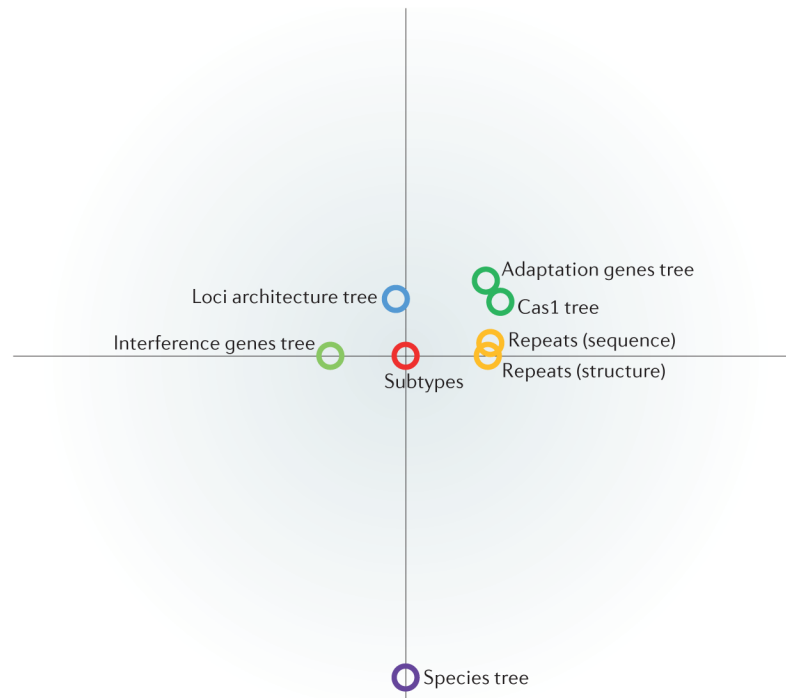 Adaptation genes tree
Loci architecture tree
Cas1 tree
Interference genes tree
Repeats (sequence)
Repeats (structure)
Subtypes
Species tree